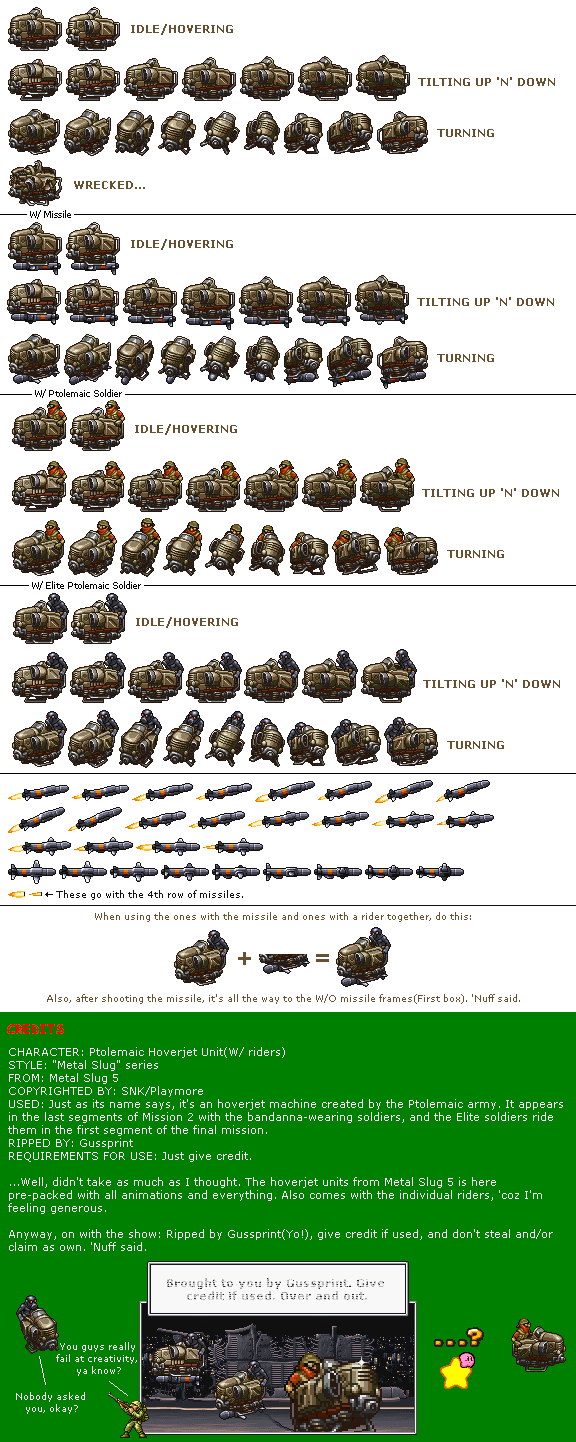 IDLE/HOVERING
TILTING UP 'N' DOWN
TURNING
WRECKED...
W/ Missile
IDLE/HOVERING
TILTING UP 'N' DOWN
TURNING
W/ Ptolemaic Soldier
IDLE/HOVERING
TILTING UP 'N' DOWN
TURNING
W/ Elite Ptolemaic Soldier
IDLE/HOVERING
TILTING UP 'N' DOWN
TURNING
← These go with the 4th row of missiles.
When using the ones with the missile and ones with a rider together, do this:
+ =
Also, after shooting the missile, it's all the way to the W/O missile frames(First box). 'Nuff said.
CREDITS
CHARACTER: Ptolemaic Hoverjet Unit(W/ riders)
STYLE: "Metal Slug" series
FROM: Metal Slug 5
COPYRIGHTED BY: SNK/Playmore
USED: Just as its name says, it's an hoverjet machine created by the Ptolemaic army. It appears
in the last segments of Mission 2 with the bandanna-wearing soldiers, and the Elite soldiers ride
them in the first segment of the final mission.
RIPPED BY: Gussprint
REQUIREMENTS FOR USE: Just give credit.
...Well, didn't take as much as I thought. The hoverjet units from Metal Slug 5 is here
pre-packed with all animations and everything. Also comes with the individual riders, 'coz I'm
feeling generous.
Anyway, on with the show: Ripped by Gussprint(Yo!), give credit if used, and don't steal and/or
claim as own. 'Nuff said.
Brought to you by Gussprint. Give
credit if used. Over and out.
You guys really
fail at creativity,
ya know?
Nobody asked
you, okay?
...?